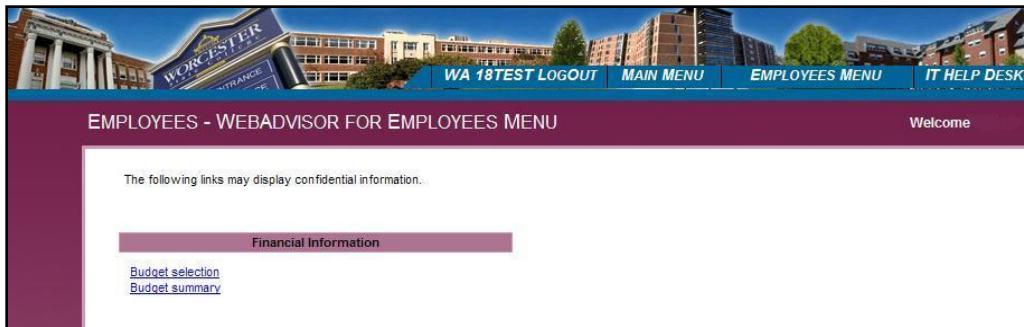 WORCESTER
ENTRANCE
WA 18TEST LOGOUT MAIN MENU EMPLOYEES MENU IT HELP DESK
EMPLOYEES - WEBADVISOR FOR EMPLOYEES MENU Welcome
The following links may display confidential information.
Financial Information
Budget selection
Budget summary